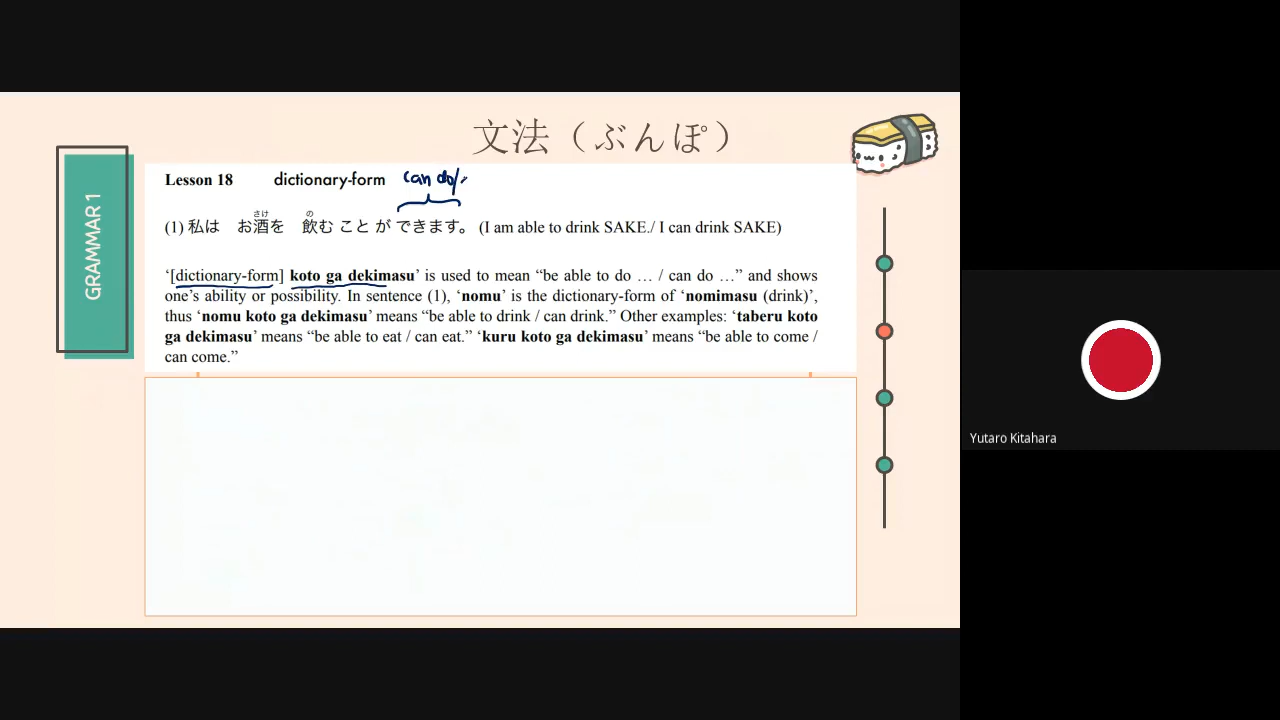 文法（ぶんぽ）
GRAMMAR 1
Lesson 18 dictionary-form can do/
(1) 私は お酒を 飲む こと が できます。 (I am able to drink SAKE./ I can drink SAKE)
さけ の
‘[dictionary-form] koto ga dekimasu’ is used to mean “be able to do … / can do …” and shows
one’s ability or possibility. In sentence (1), ‘nomu’ is the dictionary-form of ‘nomimasu (drink)’,
thus ‘nomu koto ga dekimasu’ means “be able to drink / can drink.” Other examples: ‘taberu koto
ga dekimasu’ means “be able to eat / can eat.” ‘kuru koto ga dekimasu’ means “be able to come /
can come.”
Yutaro Kitahara